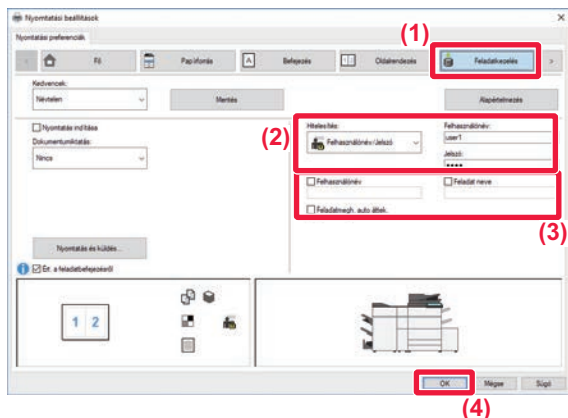 Nyomtatási beállítások
Nyomtatási preferenciák
(1)
Fő
Papírforrás
Befejezés
Oldalrendezés
Feladatkezelés
Kedvencek:
Névtelen
Mentés
Alapértelmezés
Nyomtatás indítása
Dokumentumiktatás:
Nincs
(2)
Hitelesítés:
Felhasználónév/Jelszó
Felhasználónév:
user1
Jelszó:
••••
Felhasználónév
Feladat neve
Feladatmegh. auto áttek.
(3)
Nyomtatás és küldés...
Ért. a feladatbefejezésről
1 2
OK
Mégse
Súgó
(4)